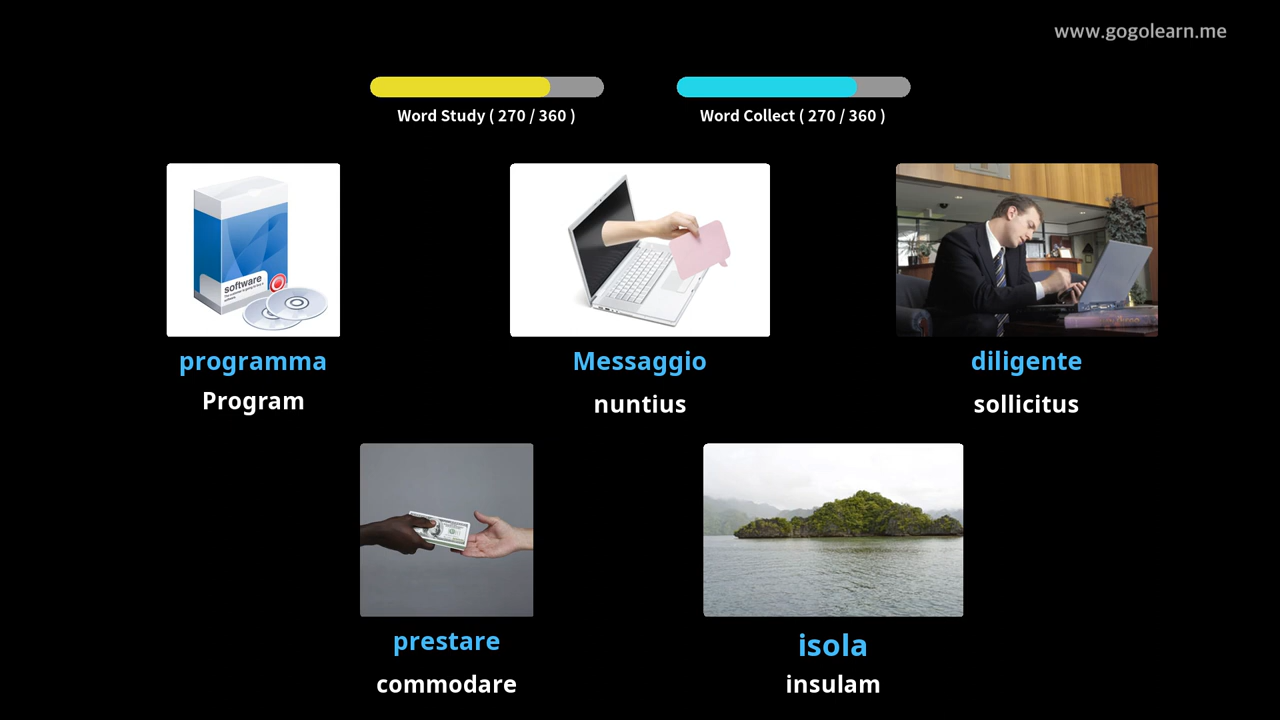 www.gogolearn.me
Word Study ( 270 / 360 )
Word Collect ( 270 / 360 )
software
programma
Program
Messaggio
nuntius
diligente
sollicitus
prestare
commodare
isola
insulam